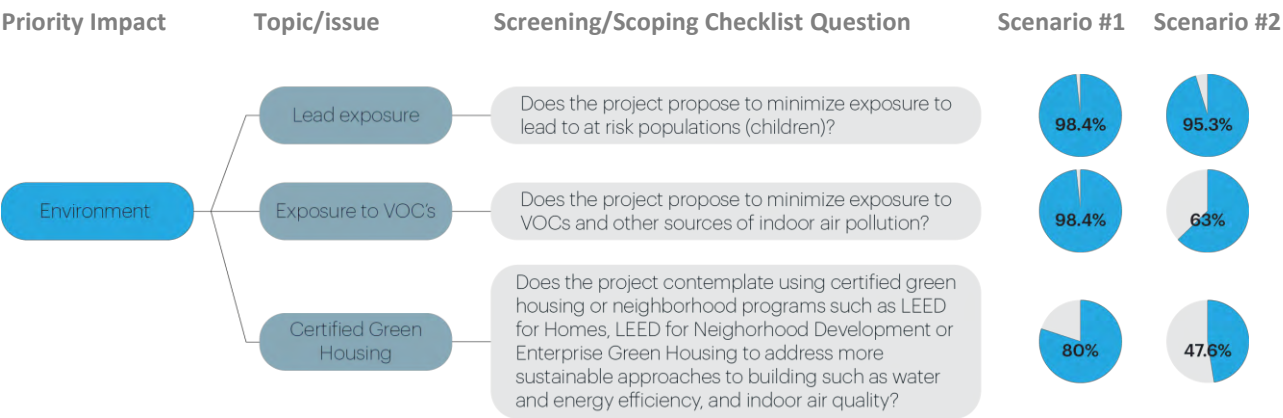 Priority Impact Topic/issue Screening/Scoping Checklist Question Scenario #1 Scenario #2
Lead exposure
Does the project propose to minimize exposure to
lead to at risk populations (children)?
98.4%
95.3%
Environment
Exposure to VOC's
Does the project propose to minimize exposure to
VOCs and other sources of indoor air pollution?
98.4%
63%
Certified Green
Housing
Does the project contemplate using certified green
housing or neighborhood programs such as LEED
for Homes, LEED for Neighorhood Development or
Enterprise Green Housing to address more
sustainable approaches to building such as water
and energy efficiency, and indoor air quality?
80%
47.6%